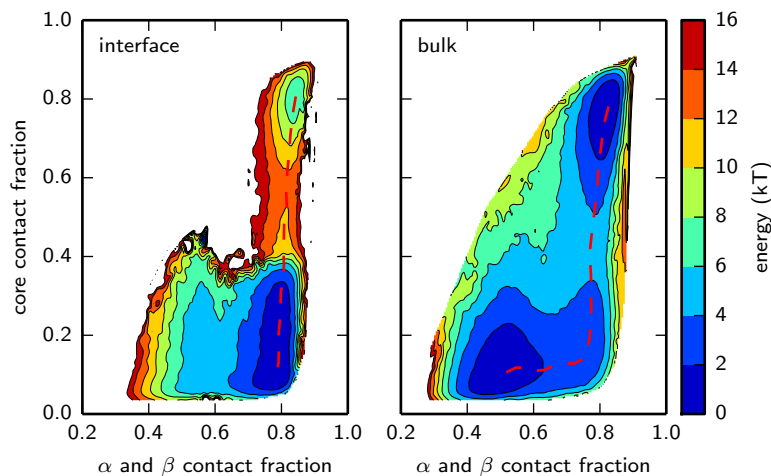 interface
bulk
core contact fraction
1.0
0.8
0.6
0.4
0.2
0.0
0.2 0.4 0.6 0.8 1.0
0.2 0.4 0.6 0.8 1.0
α and β contact fraction
α and β contact fraction
16
14
12
10
8
6
4
2
0
energy (kT)